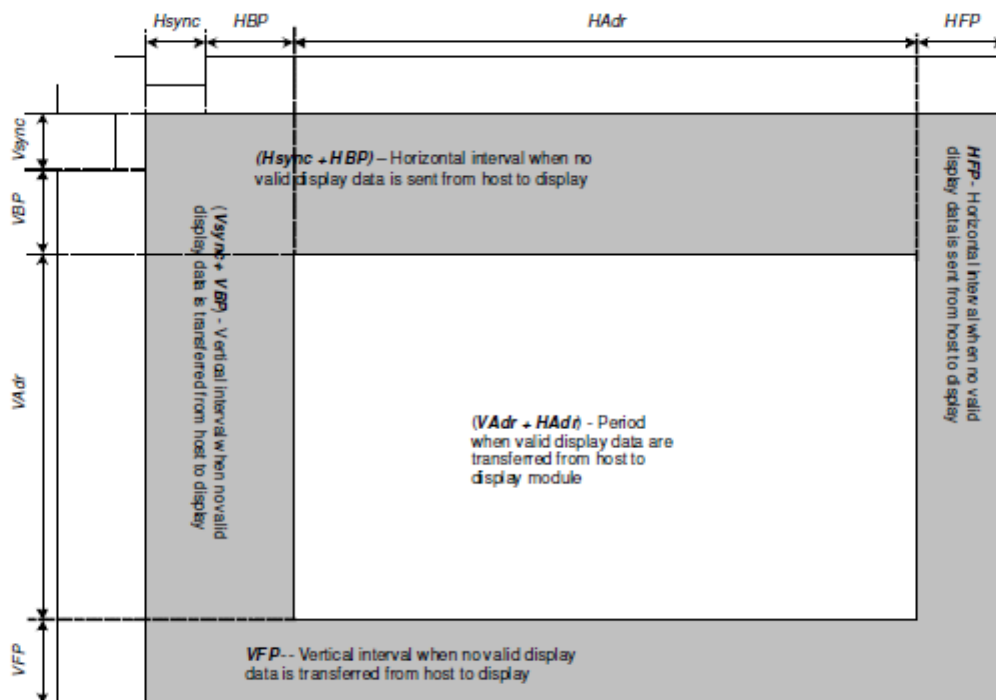 Hsync HBP HAdr HFP
Vsync
(Hsync + HBP) – Horizontal interval when no
valid display data is sent from host to display
HFP - Horizontal interval when no valid
display data is sent from host to display
VBP
(Vsync + VBP) - Vertical interval when no valid
display data is transferred from host to display
VAdr
(VAdr + HAdr) - Period
when valid display data are
transferred from host to
display module
VFP
VFP-- Vertical interval when no valid display
data is transferred from host to display